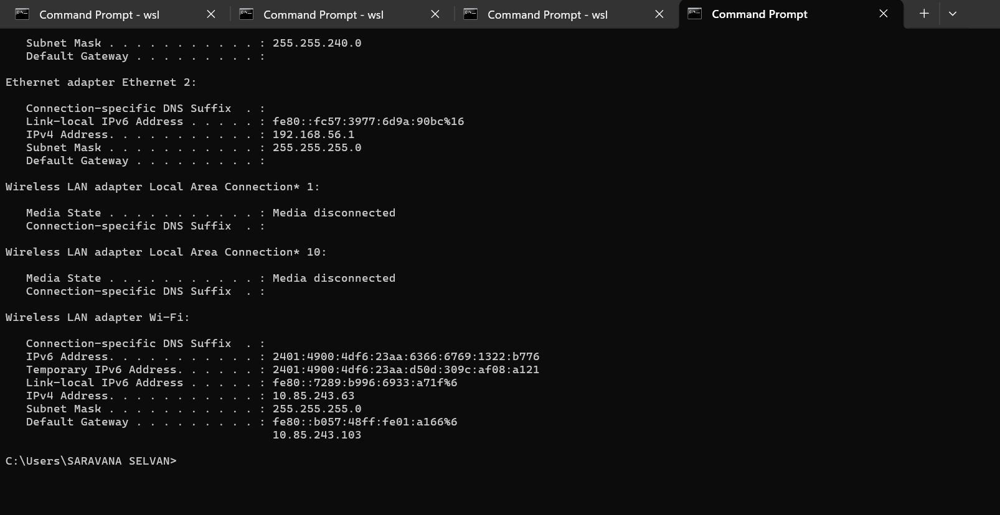 Command Prompt - wsl
Command Prompt - wsl
Command Prompt - wsl
Command Prompt
   Subnet Mask . . . . . . . . . . . : 255.255.240.0
   Default Gateway . . . . . . . . . :

Ethernet adapter Ethernet 2:

   Connection-specific DNS Suffix  . :
   Link-local IPv6 Address . . . . . : fe80::fc57:3977:6d9a:90bc%16
   IPv4 Address. . . . . . . . . . . : 192.168.56.1
   Subnet Mask . . . . . . . . . . . : 255.255.255.0
   Default Gateway . . . . . . . . . :

Wireless LAN adapter Local Area Connection* 1:

   Media State . . . . . . . . . . . : Media disconnected
   Connection-specific DNS Suffix  . :

Wireless LAN adapter Local Area Connection* 10:

   Media State . . . . . . . . . . . : Media disconnected
   Connection-specific DNS Suffix  . :

Wireless LAN adapter Wi-Fi:

   Connection-specific DNS Suffix  . :
   IPv6 Address. . . . . . . . . . . : 2401:4900:4df6:23aa:6366:6769:1322:b776
   Temporary IPv6 Address. . . . . . : 2401:4900:4df6:23aa:d50d:309c:af08:a121
   Link-local IPv6 Address . . . . . : fe80::7289:b996:6933:a71f%6
   IPv4 Address. . . . . . . . . . . : 10.85.243.63
   Subnet Mask . . . . . . . . . . . : 255.255.255.0
   Default Gateway . . . . . . . . . : fe80::b057:48ff:fe01:a166%6
                                       10.85.243.103

C:\Users\SARAVANA SELVAN>